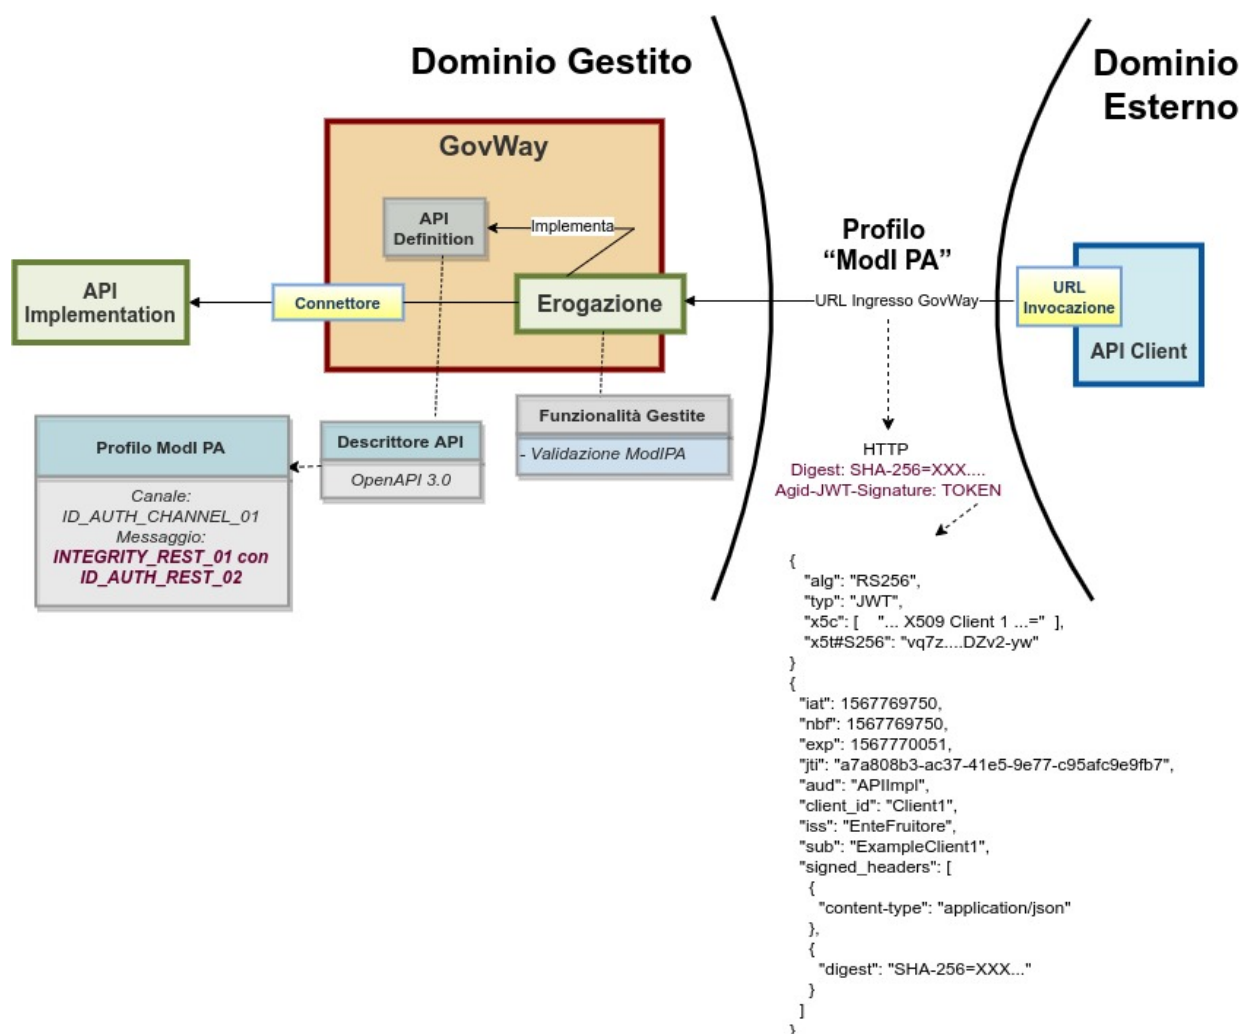 Dominio Gestito
Dominio
Esterno
GovWay
API
Definition
Implementa
Profilo
“ModI PA”
API
Implementation
Connettore
Erogazione
URL Ingresso GovWay
URL
Invocazione
API Client
Profilo ModI PA
Canale:
ID_AUTH_CHANNEL_01
Messaggio:
INTEGRITY_REST_01 con
ID_AUTH_REST_02
Descrittore API
OpenAPI 3.0
Funzionalità Gestite
- Validazione ModIPA
HTTP
Digest: SHA-256=XXX....
Agid-JWT-Signature: TOKEN
{
"alg": "RS256",
"typ": "JWT",
"x5c": [ "... X509 Client 1 ...=" ],
"x5t#S256": "vq7z....DZv2-yw"
}
{
"iat": 1567769750,
"nbf": 1567769750,
"exp": 1567770051,
"jti": "a7a808b3-ac37-41e5-9e77-c95afc9e9fb7",
"aud": "APIImpl",
"client_id": "Client1",
"iss": "EnteFruitore",
"sub": "ExampleClient1",
"signed_headers": [
{
"content-type": "application/json"
},
{
"digest": "SHA-256=XXX..."
}
]
}